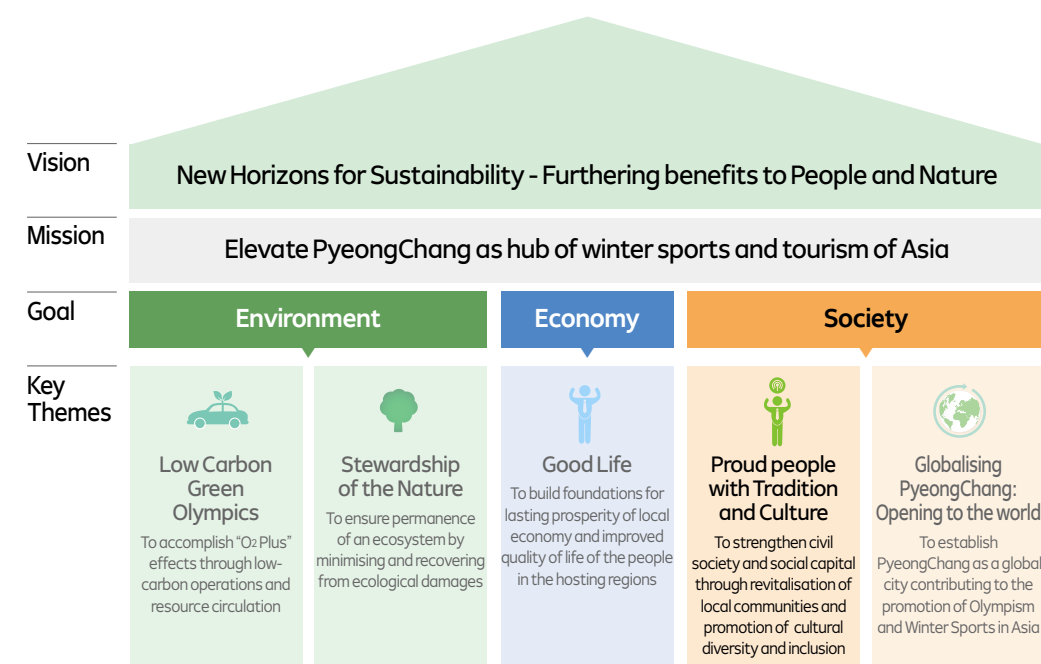 Vision
New Horizons for Sustainability - Furthering benefits to People and Nature
Mission
Elevate PyeongChang as hub of winter sports and tourism of Asia
Goal
Environment
Economy
Society
Key
Themes
Low Carbon
Green
Olympics
To accomplish “O2 Plus”
effects through low-
carbon operations and
resource circulation
Stewardship
of the Nature
To ensure permanence
of an ecosystem by
minimising and recovering
from ecological damages
Good Life
To build foundations for
lasting prosperity of local
economy and improved
quality of life of the people
in the hosting regions
Proud people
with Tradition
and Culture
To strengthen civil
society and social capital
through revitalisation of
local communities and
promotion of cultural
diversity and inclusion
Globalising
PyeongChang:
Opening to the world
To establish
PyeongChang as a global
city contributing to the
promotion of Olympism
and Winter Sports in Asia